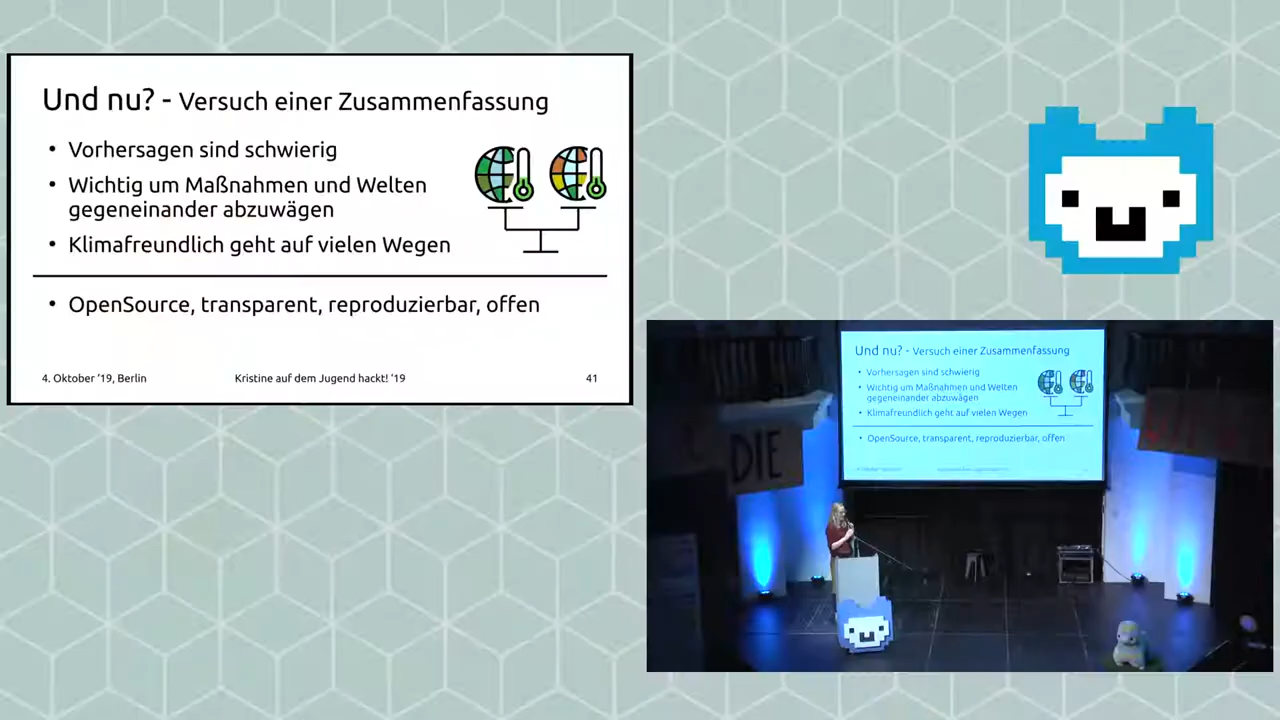 Und nu? - Versuch einer Zusammenfassung
• Vorhersagen sind schwierig
• Wichtig um Maßnahmen und Welten
gegeneinander abzuwägen
• Klimafreundlich geht auf vielen Wegen
• OpenSource, transparent, reproduzierbar, offen
4. Oktober '19, Berlin
Kristine auf dem Jugend hackt! '19
41
Und nu? - Versuch einer Zusammenfassung
• Vorhersagen sind schwierig
• Wichtig um Maßnahmen und Welten
gegeneinander abzuwägen
• Klimafreundlich geht auf vielen Wegen
• OpenSource, transparent, reproduzierbar, offen
DIE